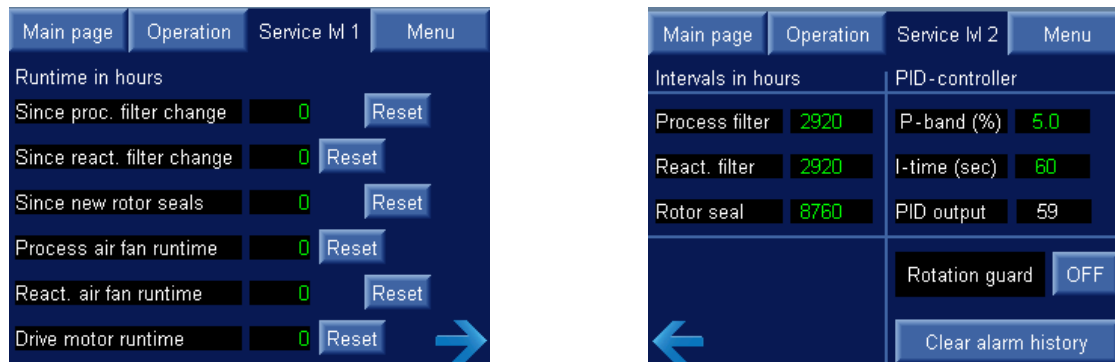 Main page Operation Service lvl 1 Menu
Runtime in hours
Since proc. filter change 0 Reset
Since react. filter change 0 Reset
Since new rotor seals 0 Reset
Process air fan runtime 0 Reset
React. air fan runtime 0 Reset
Drive motor runtime 0 Reset
Main page Operation Service lvl 2 Menu
Intervals in hours PID-controller
Process filter 2920 P-band (%) 5.0
React. filter 2920 I-time (sec) 60
Rotor seal 8760 PID output 59
Rotation guard OFF
Clear alarm history